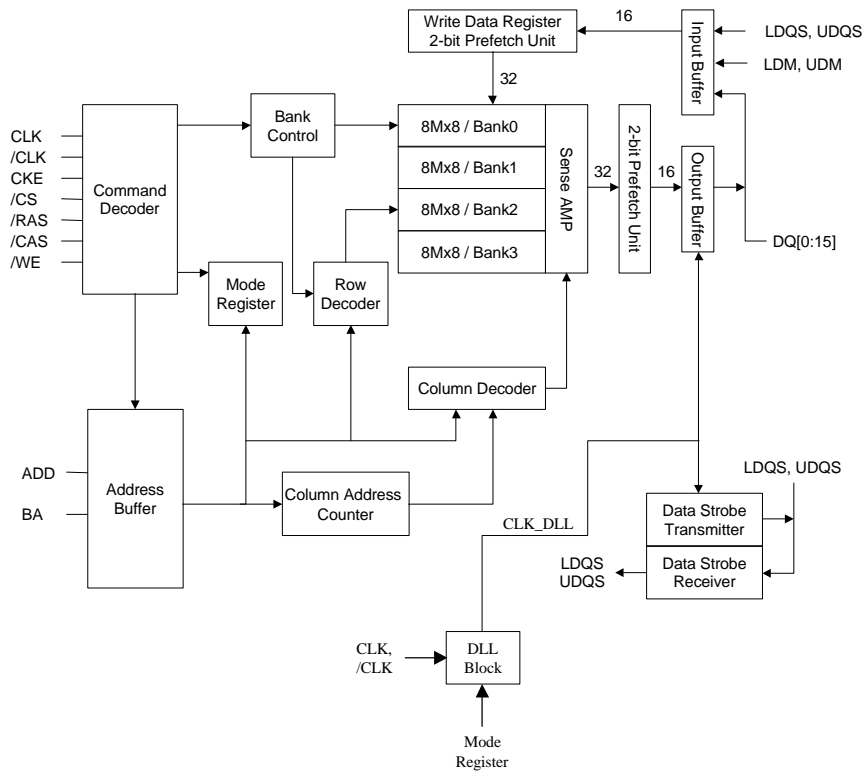 Write Data Register
2-bit Prefetch Unit
16
Input Buffer
LDQS, UDQS
LDM, UDM
32
CLK
/CLK
CKE
/CS
/RAS
/CAS
/WE
Command
Decoder
Bank
Control
8Mx8 / Bank0
8Mx8 / Bank1
8Mx8 / Bank2
8Mx8 / Bank3
Sense AMP
32
2-bit Prefetch Unit
16
Output Buffer
DQ[0:15]
Mode
Register
Row
Decoder
Column Decoder
ADD
BA
Address
Buffer
Column Address
Counter
CLK_DLL
LDQS, UDQS
Data Strobe
Transmitter
Data Strobe
Receiver
LDQS
UDQS
CLK,
/CLK
DLL
Block
Mode
Register